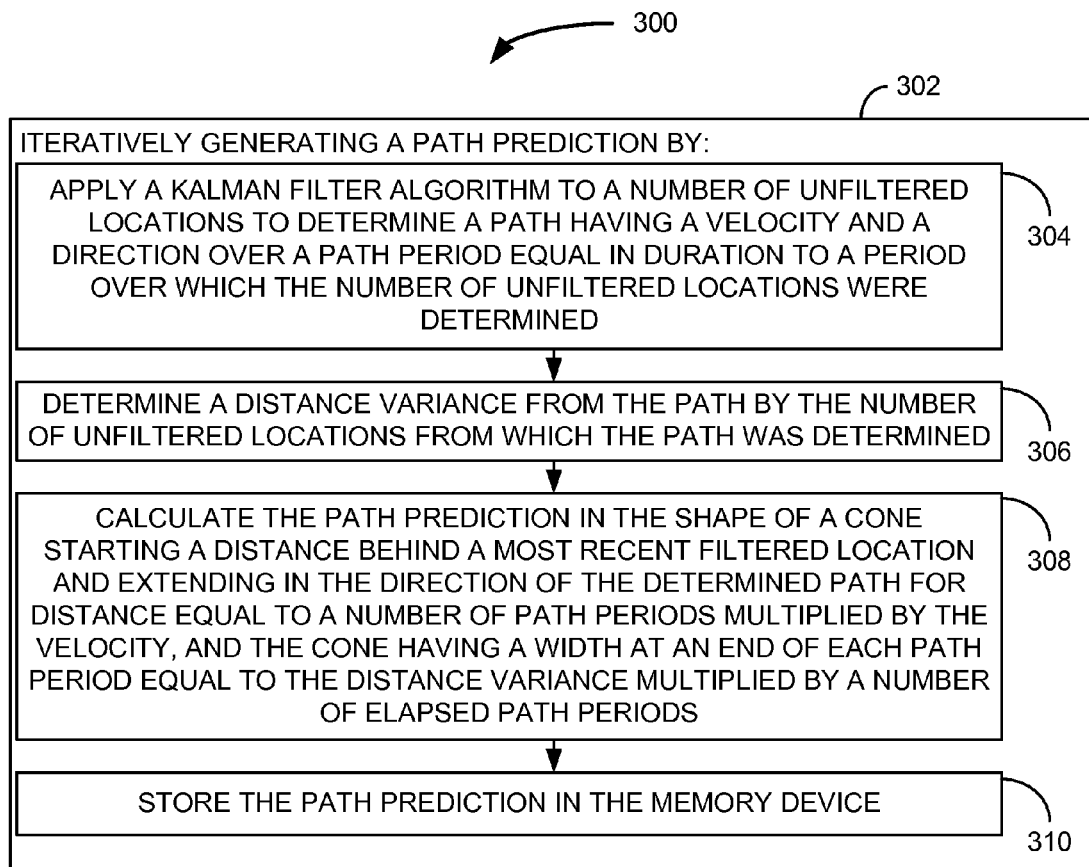 300
302
ITERATIVELY GENERATING A PATH PREDICTION BY:
APPLY A KALMAN FILTER ALGORITHM TO A NUMBER OF UNFILTERED
LOCATIONS TO DETERMINE A PATH HAVING A VELOCITY AND A
DIRECTION OVER A PATH PERIOD EQUAL IN DURATION TO A PERIOD
OVER WHICH THE NUMBER OF UNFILTERED LOCATIONS WERE
DETERMINED
304
DETERMINE A DISTANCE VARIANCE FROM THE PATH BY THE NUMBER
OF UNFILTERED LOCATIONS FROM WHICH THE PATH WAS DETERMINED
306
CALCULATE THE PATH PREDICTION IN THE SHAPE OF A CONE
STARTING A DISTANCE BEHIND A MOST RECENT FILTERED LOCATION
AND EXTENDING IN THE DIRECTION OF THE DETERMINED PATH FOR
DISTANCE EQUAL TO A NUMBER OF PATH PERIODS MULTIPLIED BY THE
VELOCITY, AND THE CONE HAVING A WIDTH AT AN END OF EACH PATH
PERIOD EQUAL TO THE DISTANCE VARIANCE MULTIPLIED BY A NUMBER
OF ELAPSED PATH PERIODS
308
STORE THE PATH PREDICTION IN THE MEMORY DEVICE
310